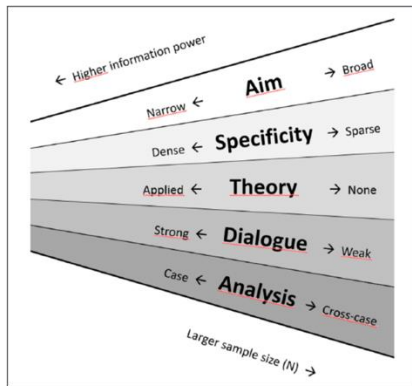 ← Higher information power
Narrow ← Aim → Broad
Dense ← Specificity → Sparse
Applied ← Theory → None
Strong ← Dialogue → Weak
Case ← Analysis → Cross-case
Larger sample size (N) →